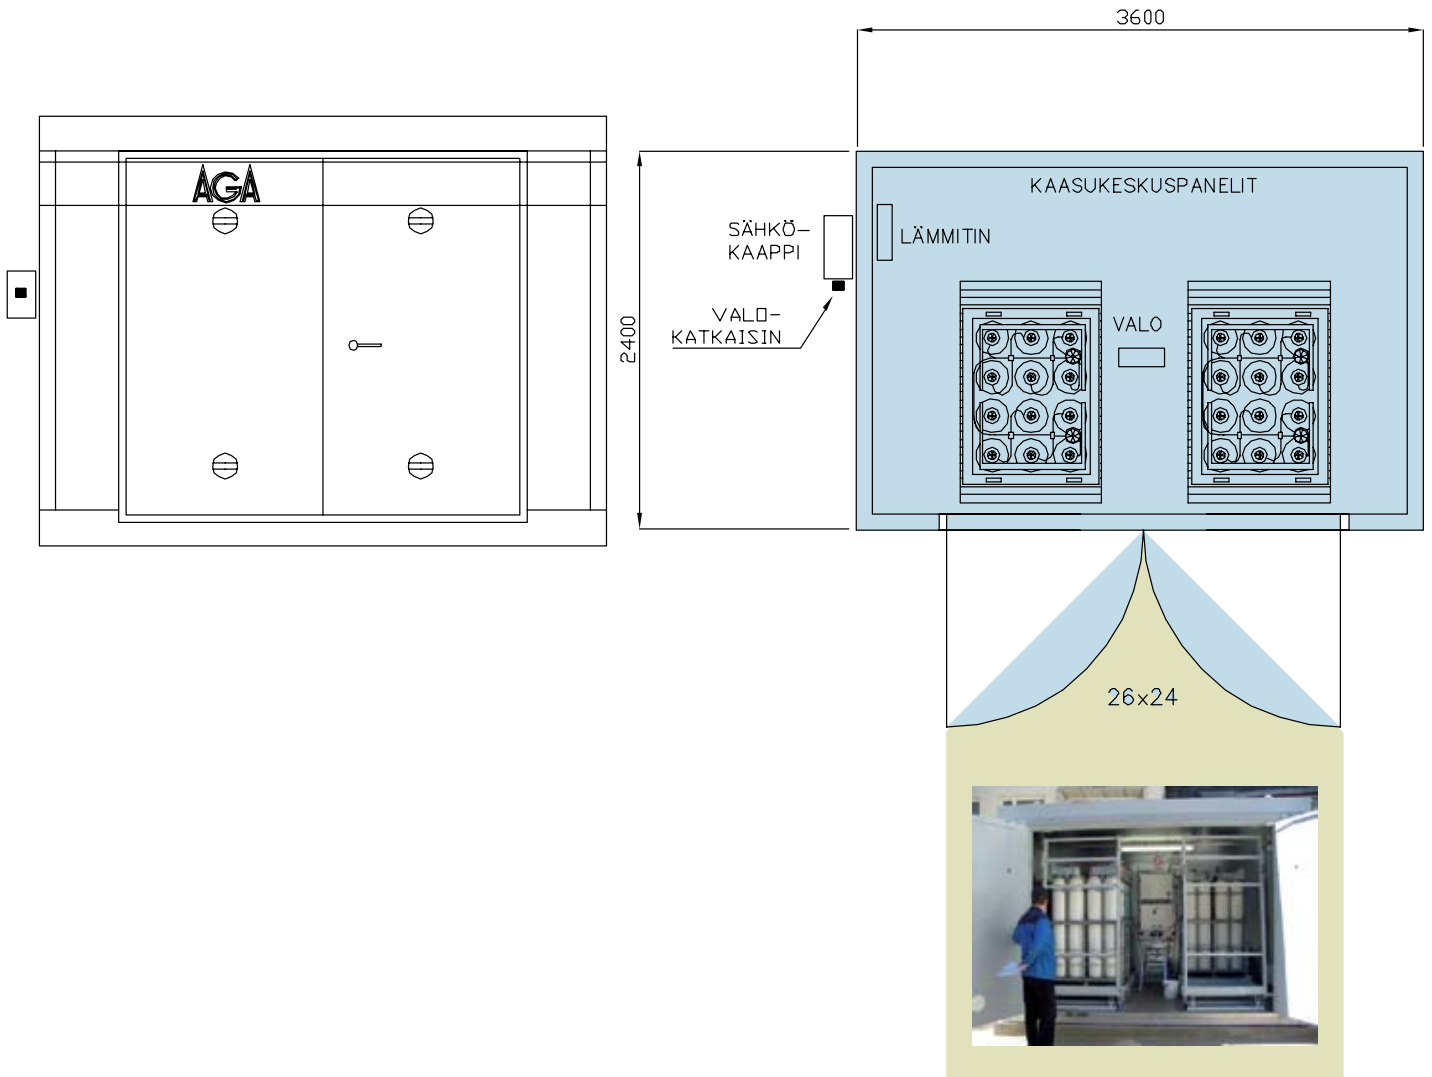 3600
AGA
KAASUKESKUSPANELIT
SÄHKÖ-
KAAPPI
LÄMMITIN
VALO-
KATKAISIN
2400
VALO
26x24